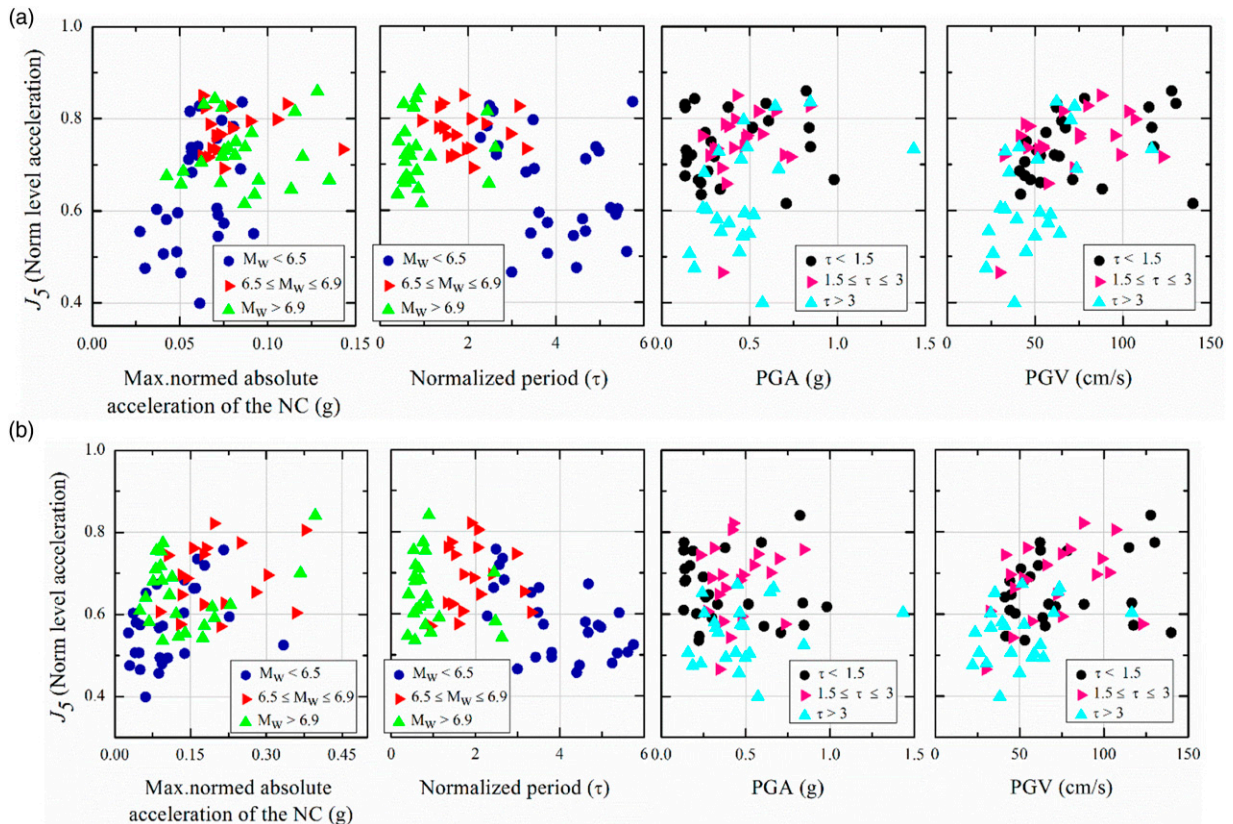 (a)
1.0
0.8
0.6
0.4
J5 (Norm level acceleration)
MW < 6.5
6.5 ≤ MW ≤ 6.9
MW > 6.9
0.00 0.05 0.10 0.15
Max.normed absolute
acceleration of the NC (g)
MW < 6.5
6.5 ≤ MW ≤ 6.9
MW > 6.9
0 2 4 6
Normalized period (τ)
τ < 1.5
1.5 ≤ τ ≤ 3
τ > 3
0.0 0.5 1.0 1.5
PGA (g)
τ < 1.5
1.5 ≤ τ ≤ 3
τ > 3
0 50 100 150
PGV (cm/s)
(b)
1.0
0.8
0.6
0.4
J5 (Norm level acceleration)
MW < 6.5
6.5 ≤ MW ≤ 6.9
MW > 6.9
0.00 0.15 0.30 0.45
Max.normed absolute
acceleration of the NC (g)
MW < 6.5
6.5 ≤ MW ≤ 6.9
MW > 6.9
0 2 4 6
Normalized period (τ)
τ < 1.5
1.5 ≤ τ ≤ 3
τ > 3
0.0 0.5 1.0 1.5
PGA (g)
τ < 1.5
1.5 ≤ τ ≤ 3
τ > 3
0 50 100 150
PGV (cm/s)